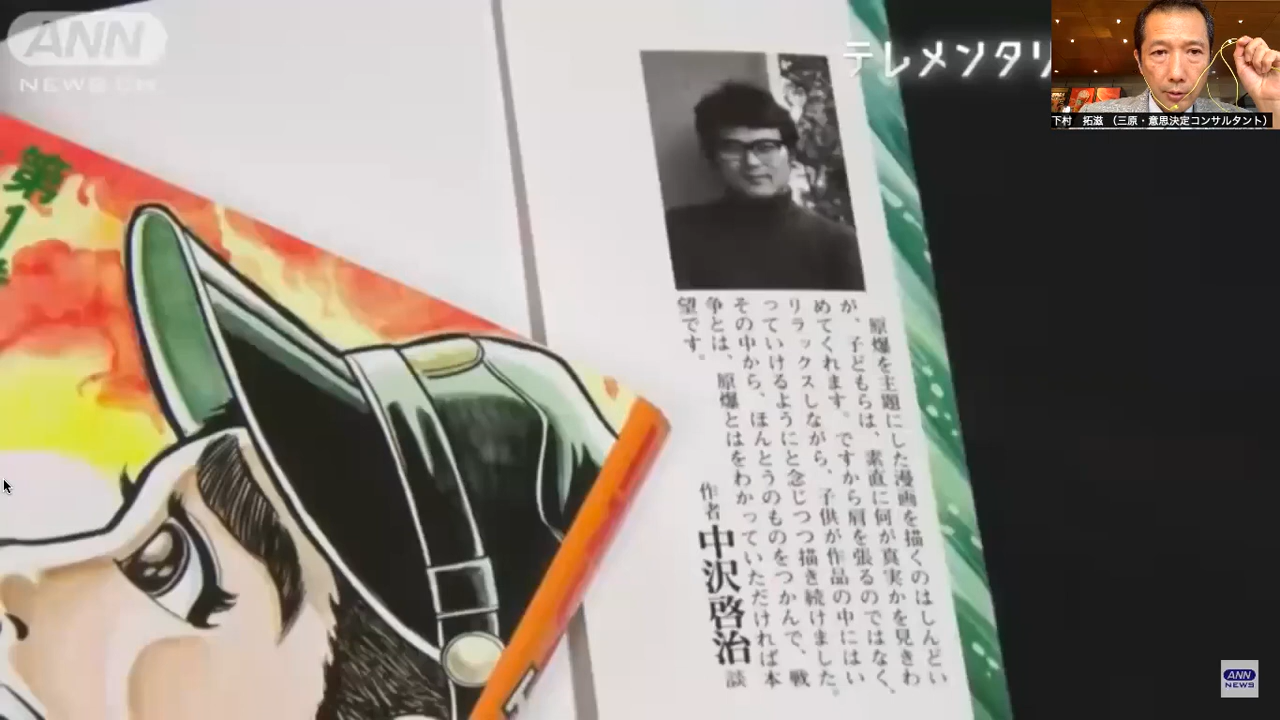 ANN
NEWS CH
テレメンタリ
下村 拓滋 （三原・意思決定コンサルタント）
第
1
原爆を主題にした漫画を描くのはしんどい
が、子どもらは、素直に何が真実かを見きわ
めてくれます。ですから肩を張るのではなく、
リラックスしながら、子供が作品の中にはい
っていけるようにと念じつつ描き続けました。
その中から、ほんとうのものをつかんで、戦
争とは、原爆とはをわかっていただければ本
望です。
作者 中沢啓治 談
ANN
NEWS